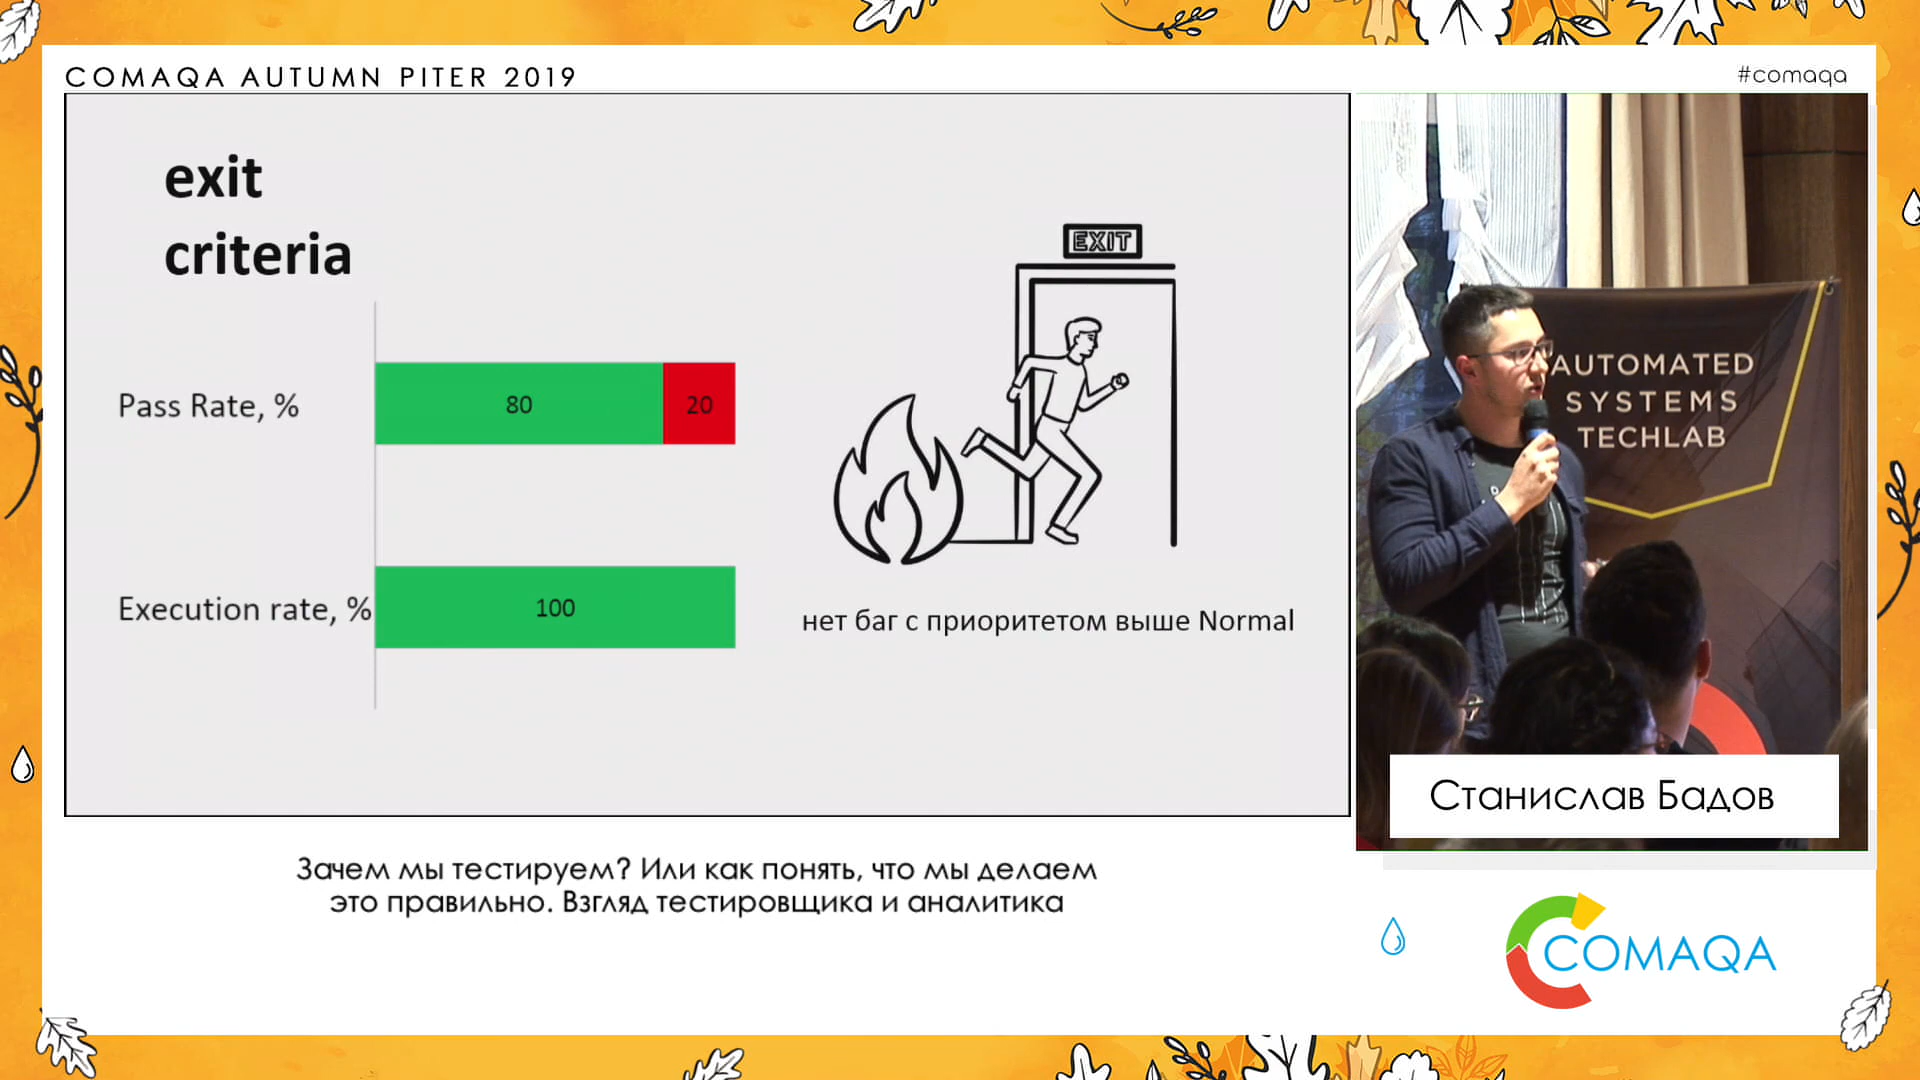 COMAQA AUTUMN PITER 2019
#comaqa
exit
criteria
EXIT
Pass Rate, %
80
20
Execution rate, %
100
нет баг с приоритетом выше Normal
AUTOMATED
SYSTEMS
TECHLAB
Станислав Бадов
Зачем мы тестируем? Или как понять, что мы делаем
это правильно. Взгляд тестировщика и аналитика
COMAQA